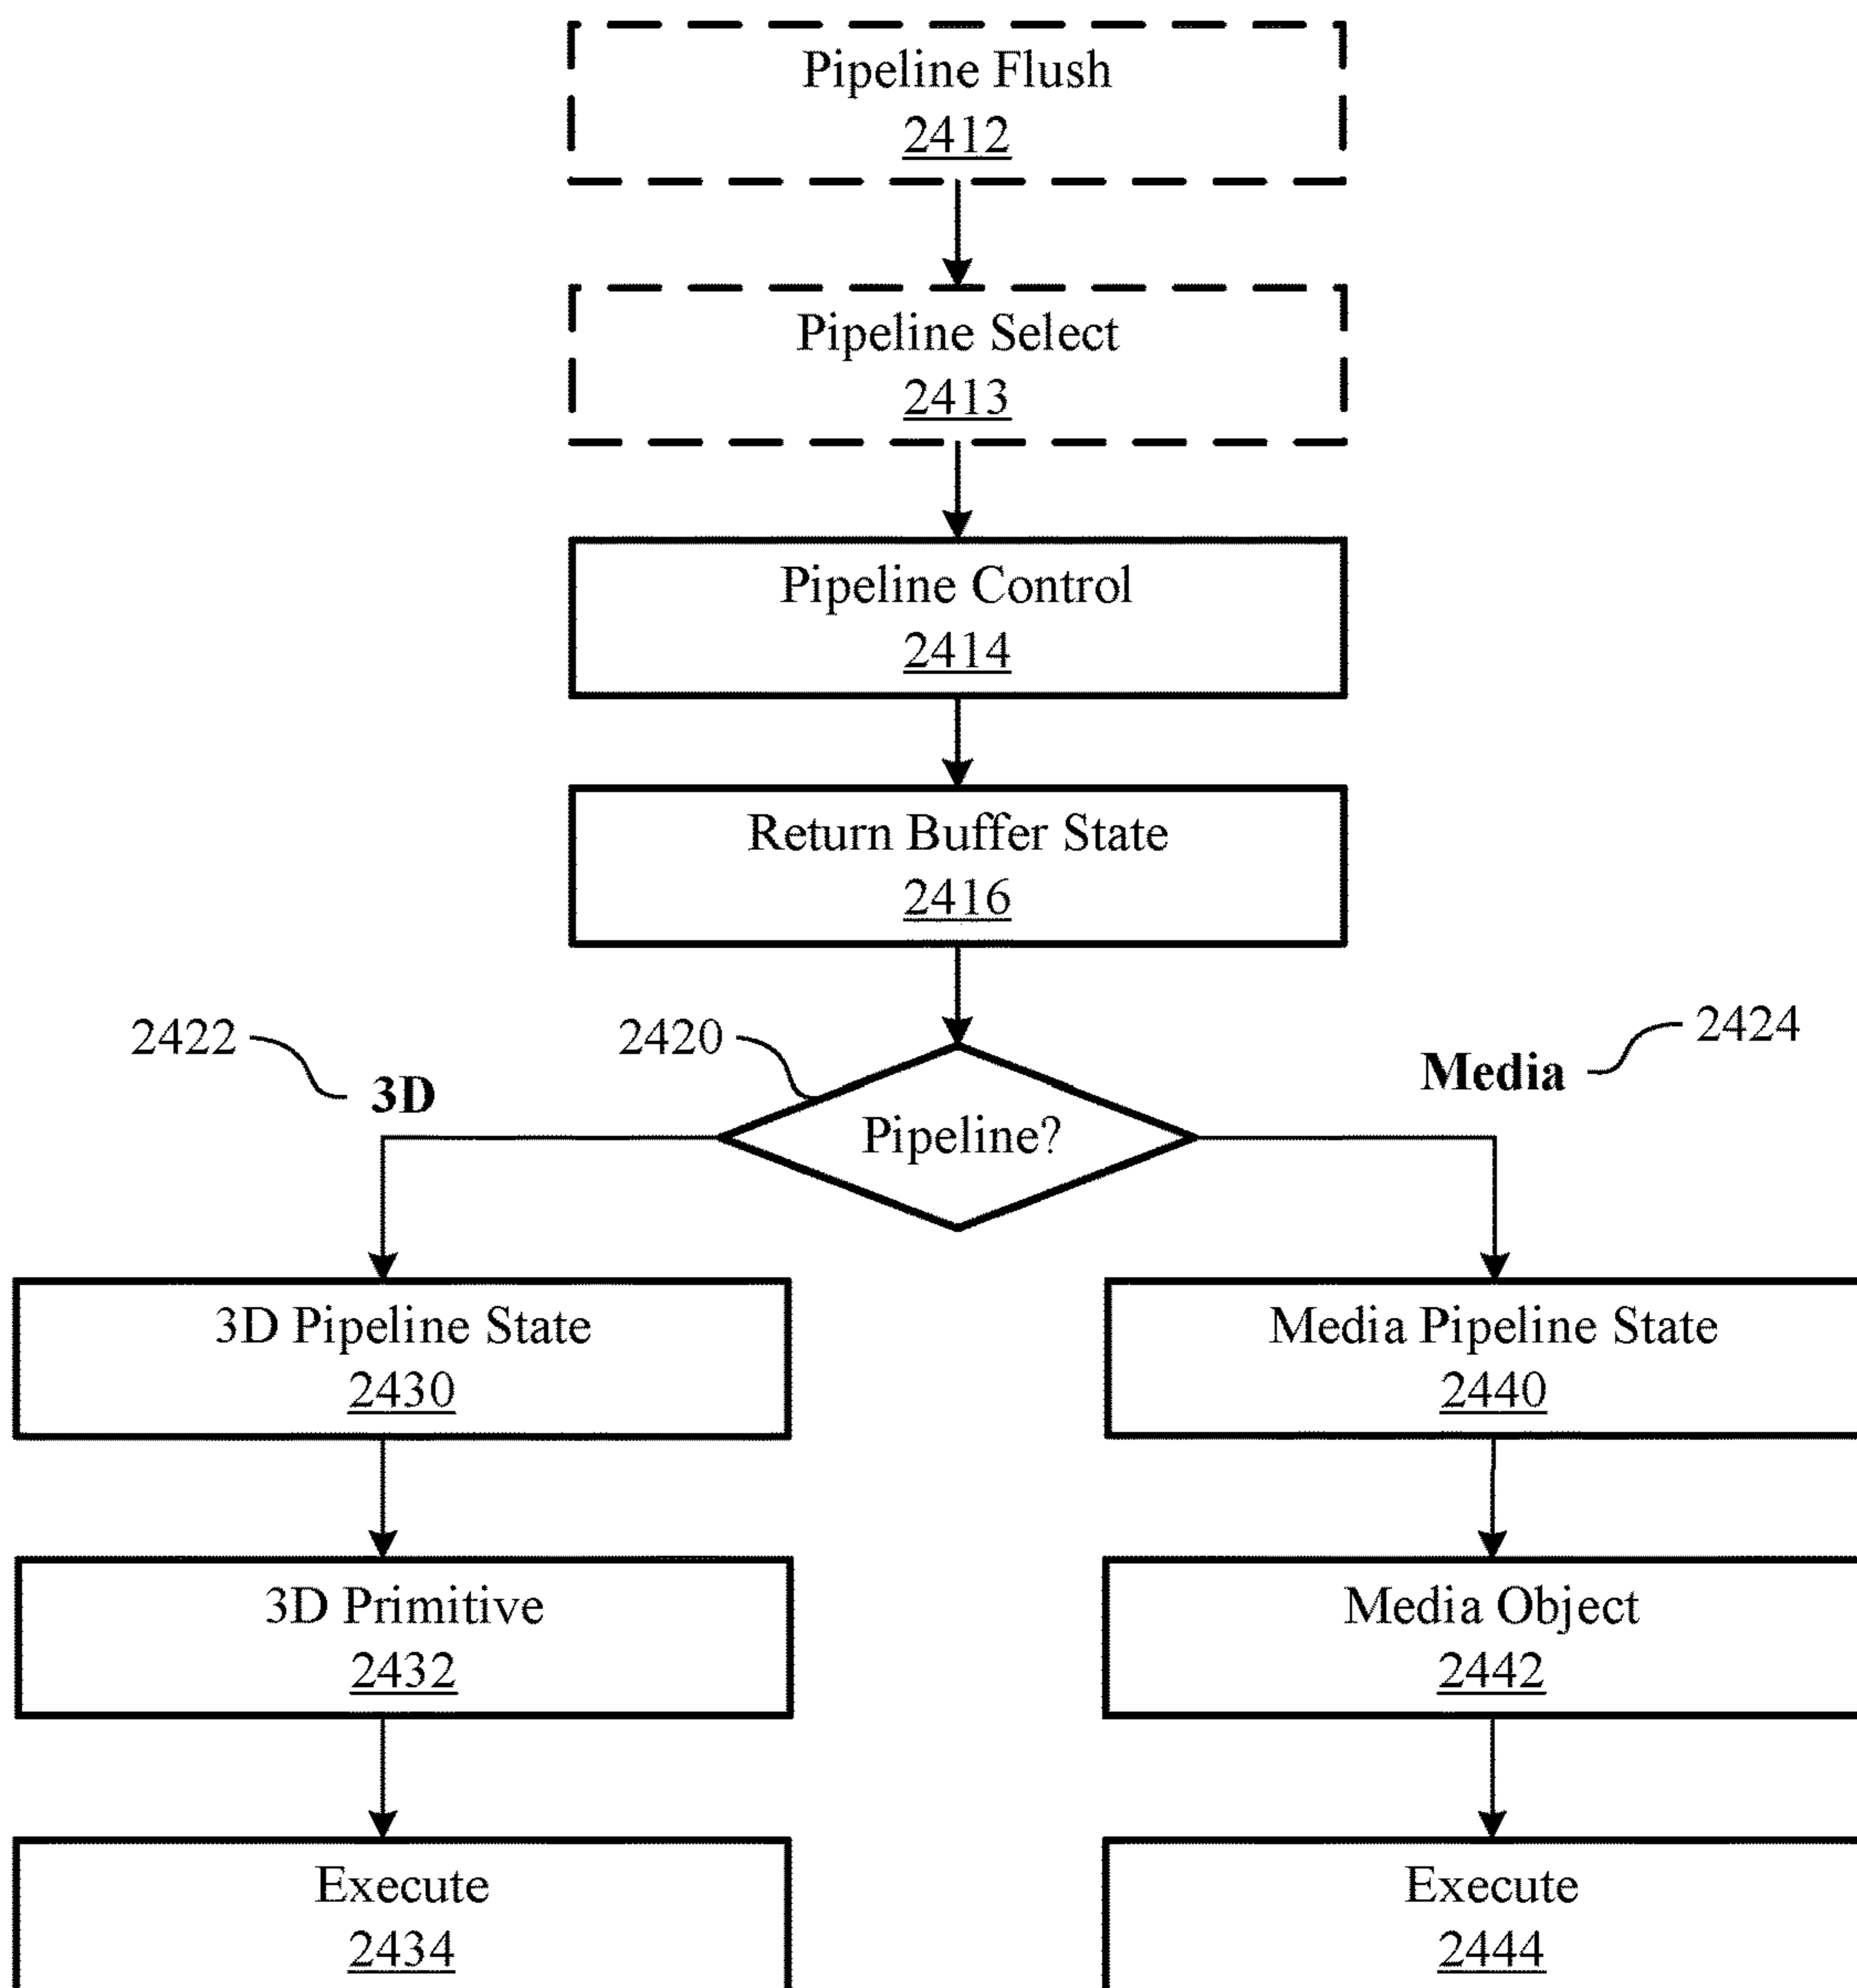 Pipeline Flush
2412
Pipeline Select
2413
Pipeline Control
2414
Return Buffer State
2416
2422
2420
2424
3D
Media
Pipeline?
3D Pipeline State
2430
Media Pipeline State
2440
3D Primitive
2432
Media Object
2442
Execute
2434
Execute
2444